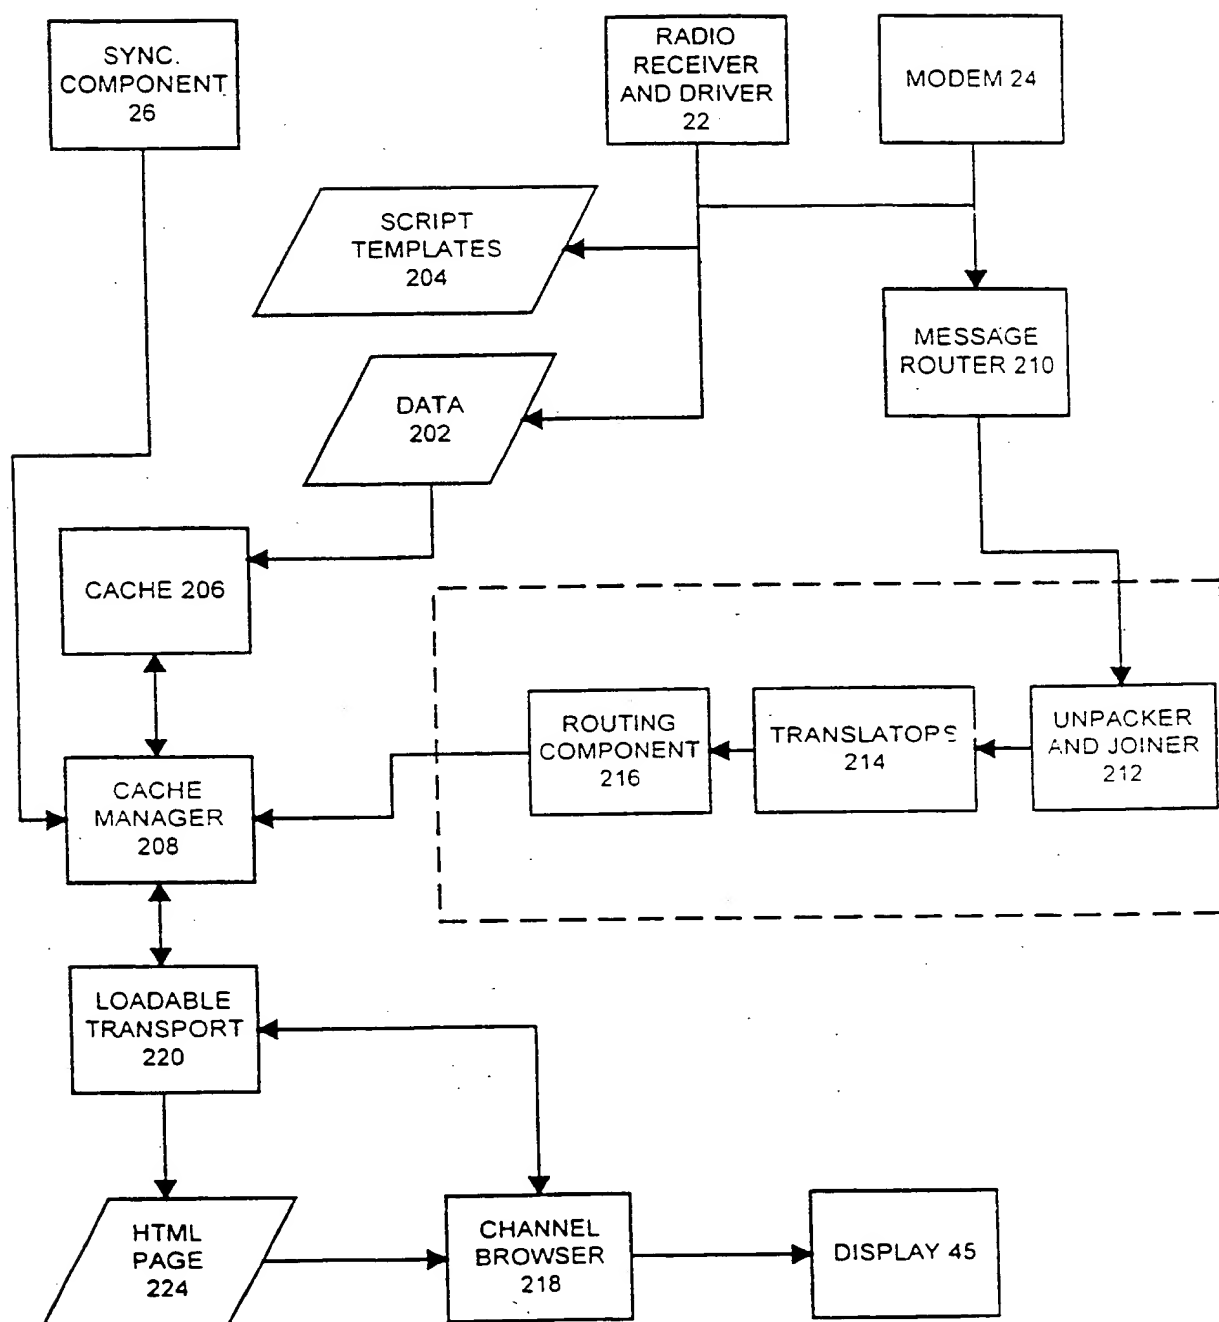 SYNC.
COMPONENT
26
RADIO
RECEIVER
AND DRIVER
22
MODEM 24
SCRIPT
TEMPLATES
204
MESSAGE
ROUTER 210
DATA
202
CACHE 206
ROUTING
COMPONENT
216
TRANSLATOPS
214
UNPACKER
AND JOINER
212
CACHE
MANAGER
208
LOADABLE
TRANSPORT
220
HTML
PAGE
224
CHANNEL
BROWSER
218
DISPLAY 45